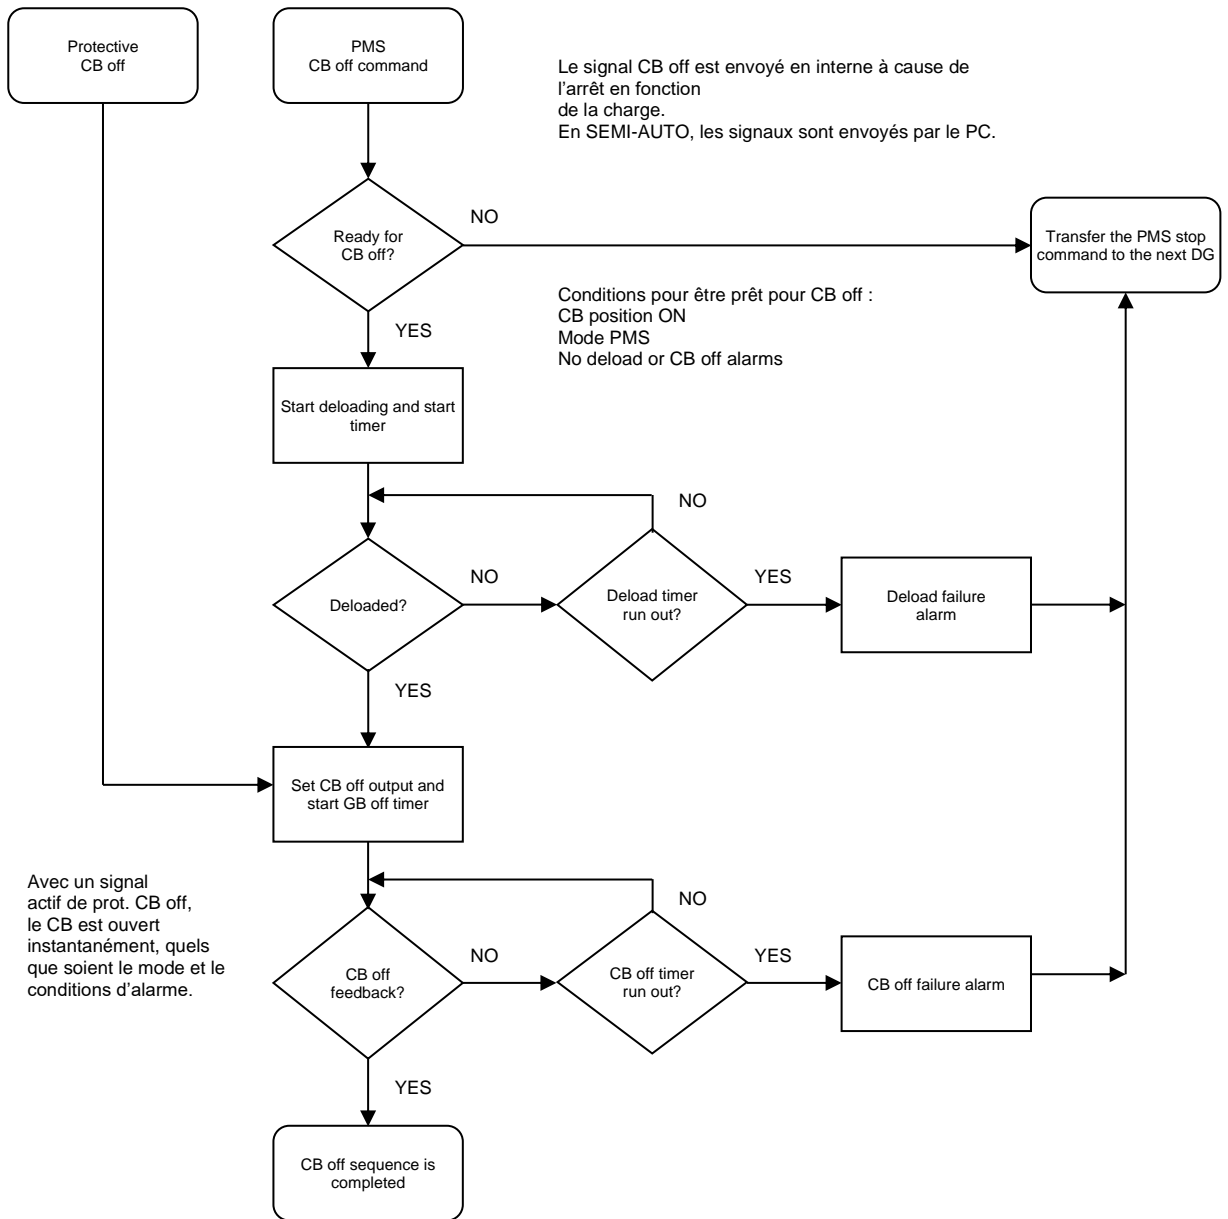 Protective
CB off
PMS
CB off command
Le signal CB off est envoyé en interne à cause de
l'arrêt en fonction
de la charge.
En SEMI-AUTO, les signaux sont envoyés par le PC.
Ready for
CB off?
NO
Transfer the PMS stop
command to the next DG
Conditions pour être prêt pour CB off :
CB position ON
Mode PMS
No deload or CB off alarms
YES
Start deloading and start
timer
NO
Deloaded?
NO
Deload timer
run out?
YES
Deload failure
alarm
YES
Set CB off output and
start GB off timer
Avec un signal
actif de prot. CB off,
le CB est ouvert
instantanément, quels
que soient le mode et le
conditions d'alarme.
NO
CB off
feedback?
NO
CB off timer
run out?
YES
CB off failure alarm
YES
CB off sequence is
completed